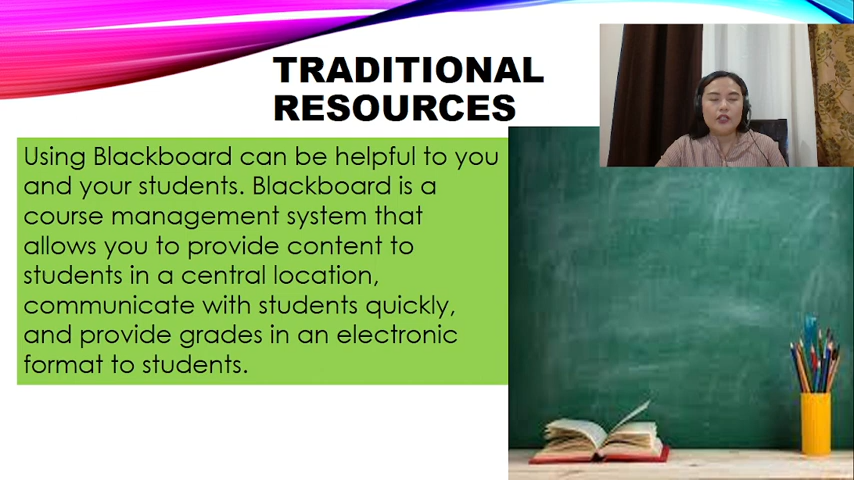 TRADITIONAL
RESOURCES
Using Blackboard can be helpful to you
and your students. Blackboard is a
course management system that
allows you to provide content to
students in a central location,
communicate with students quickly,
and provide grades in an electronic
format to students.